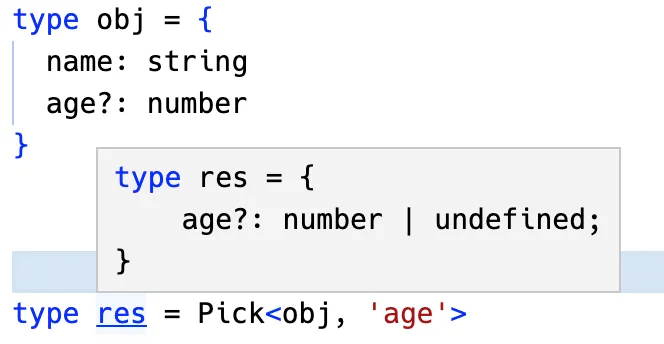 type obj = {
  name: string
  age?: number
}
type res = {
    age?: number | undefined;
}
type res = Pick<obj, 'age'>